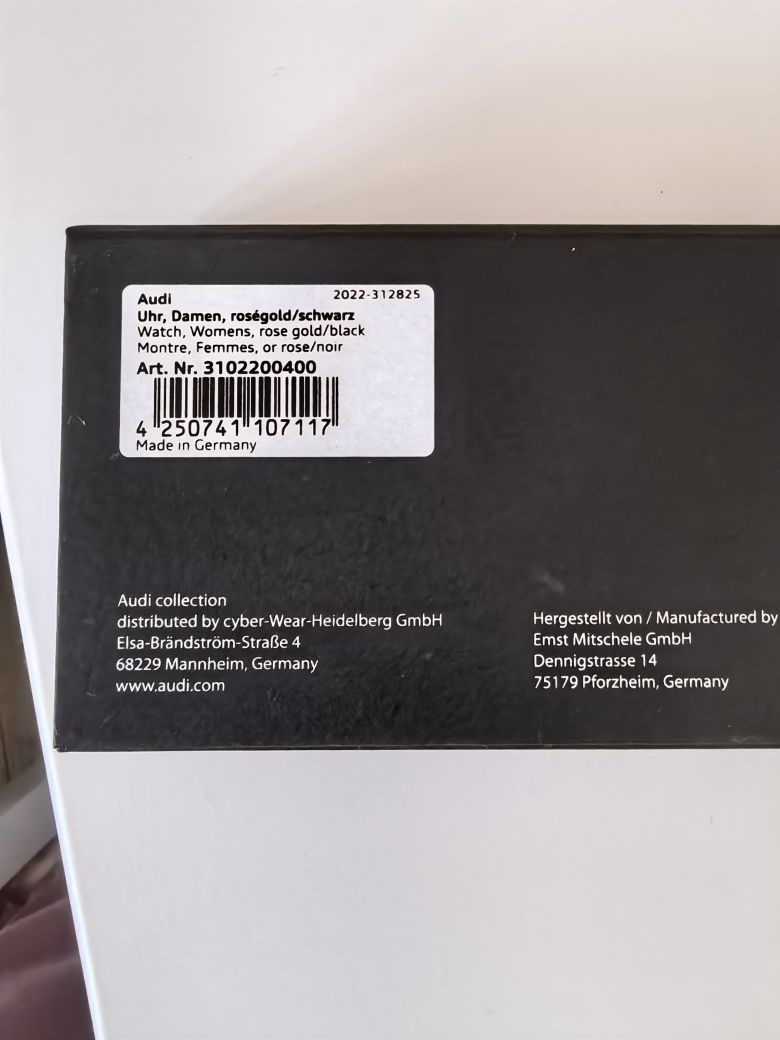 Audi 2022-312825
Uhr, Damen, roségold/schwarz
Watch, Womens, rose gold/black
Montre, Femmes, or rose/noir
Art. Nr. 3102200400
4 250741 107117
Made in Germany
Audi collection
distributed by cyber-Wear-Heidelberg GmbH
Elsa-Brändström-Straße 4
68229 Mannheim, Germany
www.audi.com
Hergestellt von / Manufactured by
Emst Mitschele GmbH
Dennigstrasse 14
75179 Pforzheim, Germany